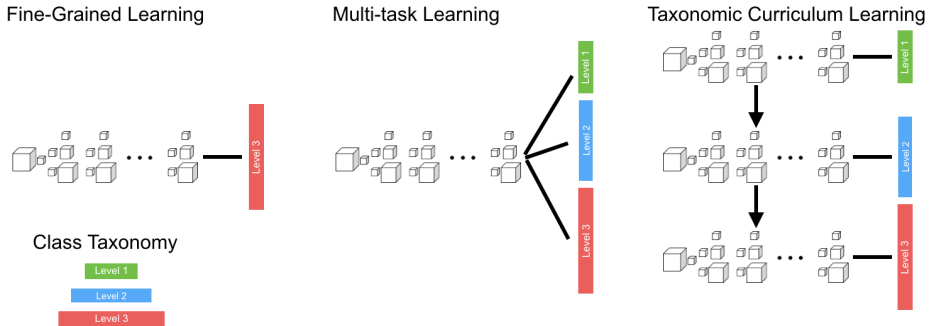 Fine-Grained Learning
Level 3
Class Taxonomy
Level 1
Level 2
Level 3
Multi-task Learning
Level 1
Level 2
Level 3
Taxonomic Curriculum Learning
Level 1
Level 2
Level 3